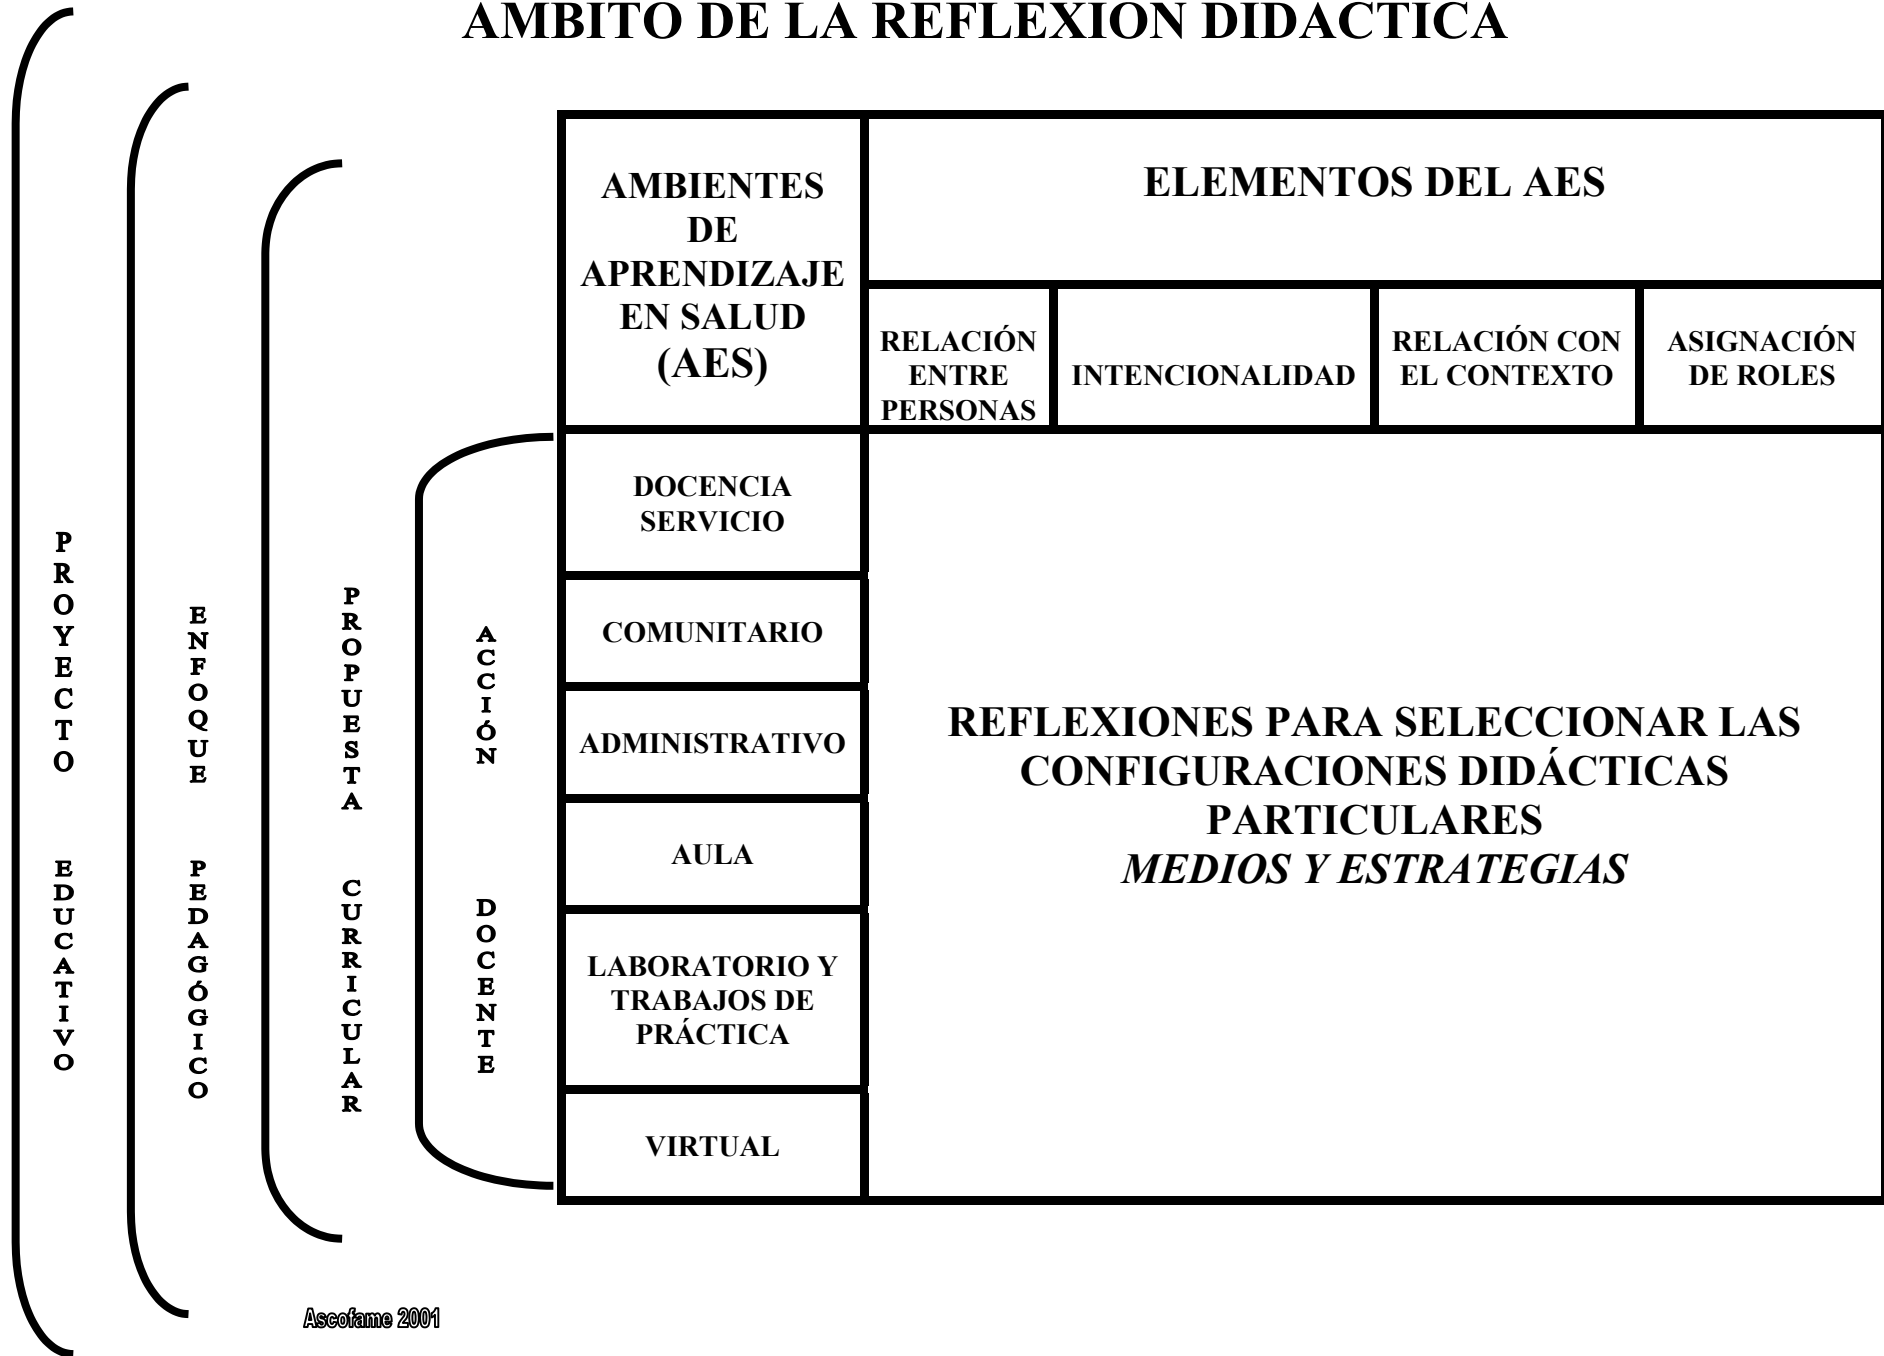 AMBITO DE LA REFLEXION DIDACTICA
AMBIENTES
DE
APRENDIZAJE
EN SALUD
(AES)
ELEMENTOS DEL AES
RELACIÓN
ENTRE
PERSONAS
INTENCIONALIDAD
RELACIÓN CON
EL CONTEXTO
ASIGNACIÓN
DE ROLES
PROYECTO EDUCATIVO
ENFOQUE PEDAGÓGICO
PROPUESTA CURRICULAR
ACCIÓN DOCENTE
DOCENCIA
SERVICIO
COMUNITARIO
ADMINISTRATIVO
AULA
LABORATORIO Y
TRABAJOS DE
PRÁCTICA
VIRTUAL
REFLEXIONES PARA SELECCIONAR LAS
CONFIGURACIONES DIDÁCTICAS
PARTICULARES
MEDIOS Y ESTRATEGIAS
Ascofame 2001